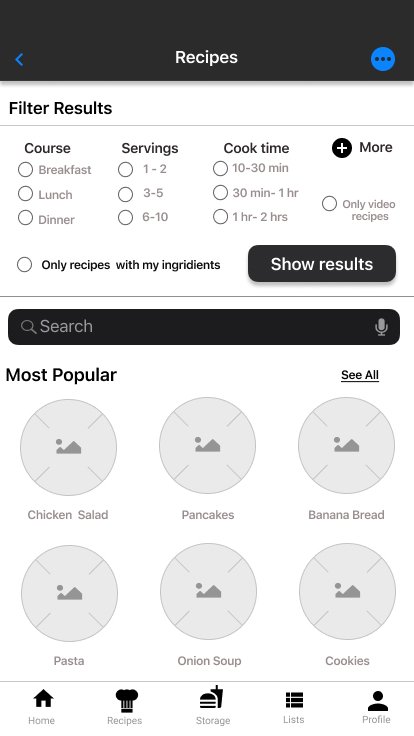 Recipes
Filter Results
Course Servings Cook time More
Breakfast 1 - 2 10-30 min
Lunch 3-5 30 min- 1 hr Only video
Dinner 6-10 1 hr- 2 hrs recipes
Only recipes with my ingridients Show results
Search
Most Popular See All
Chicken Salad Pancakes Banana Bread
Pasta Onion Soup Cookies
Home Recipes Storage Lists Profile